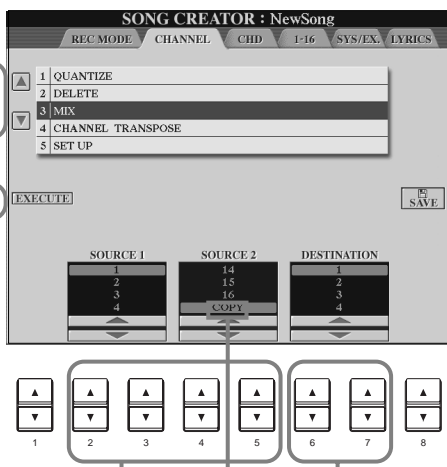 SONG CREATOR : NewSong
REC MODE CHANNEL CHD 1-16 SYS/EX. LYRICS
1 QUANTIZE
2 DELETE
3 MIX
4 CHANNEL TRANSPOSE
5 SET UP
EXECUTE
SAVE
SOURCE 1 SOURCE 2 DESTINATION
1 14 1
2 15 2
3 16 3
4 COPY 4
1 2 3 4 5 6 7 8